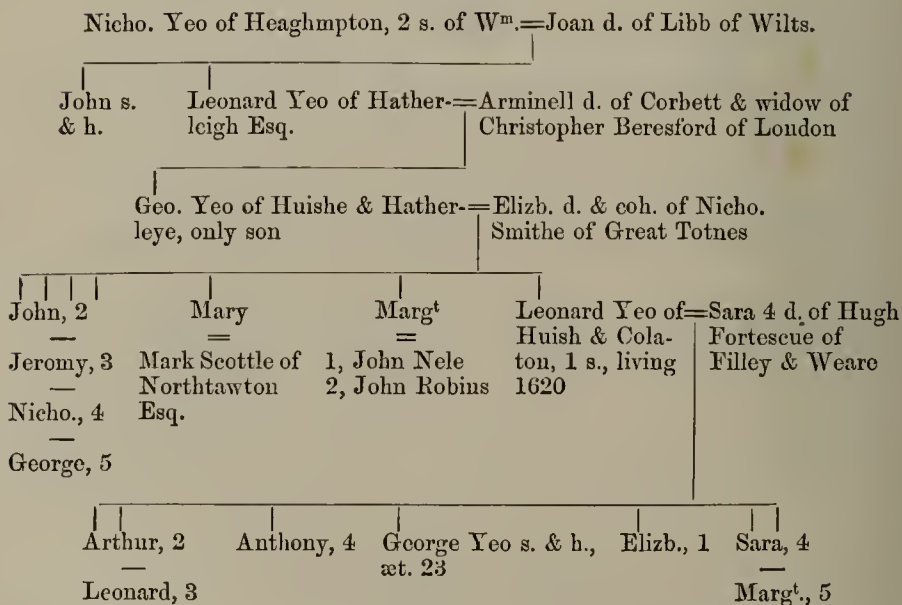 Nicho. Yeo of Heaghmpton, 2 s. of Wᵐ.=Joan d. of Libb of Wilts.
John s. & h.
Leonard Yeo of Hather-=Arminell d. of Corbett & widow of
leigh Esq. Christopher Beresford of London
Geo. Yeo of Huishe & Hather-=Elizb. d. & coh. of Nicho.
leye, only son Smithe of Great Totnes
John, 2
—
Jeromy, 3
—
Nicho., 4
—
George, 5
Mary
=
Mark Scottle of
Northtawton
Esq.
Margᵗ
=
1, John Nele
2, John Robins
Leonard Yeo of=Sara 4 d. of Hugh
Huish & Cola- Fortescue of
ton, 1 s., living Filley & Weare
1620
Arthur, 2
—
Leonard, 3
Anthony, 4
George Yeo s. & h.,
æt. 23
Elizb., 1
Sara, 4
—
Margᵗ., 5